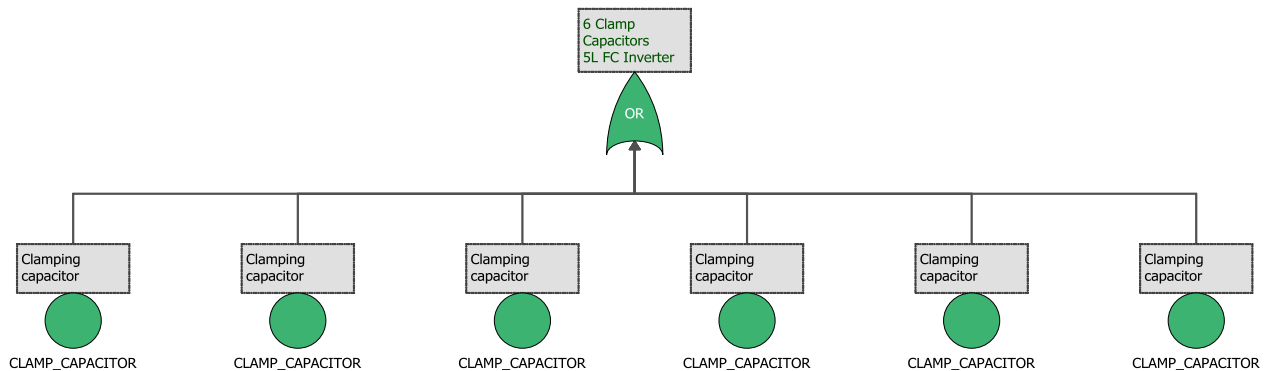 6 Clamp
Capacitors
5L FC Inverter
OR
Clamping
capacitor
CLAMP_CAPACITOR
Clamping
capacitor
CLAMP_CAPACITOR
Clamping
capacitor
CLAMP_CAPACITOR
Clamping
capacitor
CLAMP_CAPACITOR
Clamping
capacitor
CLAMP_CAPACITOR
Clamping
capacitor
CLAMP_CAPACITOR